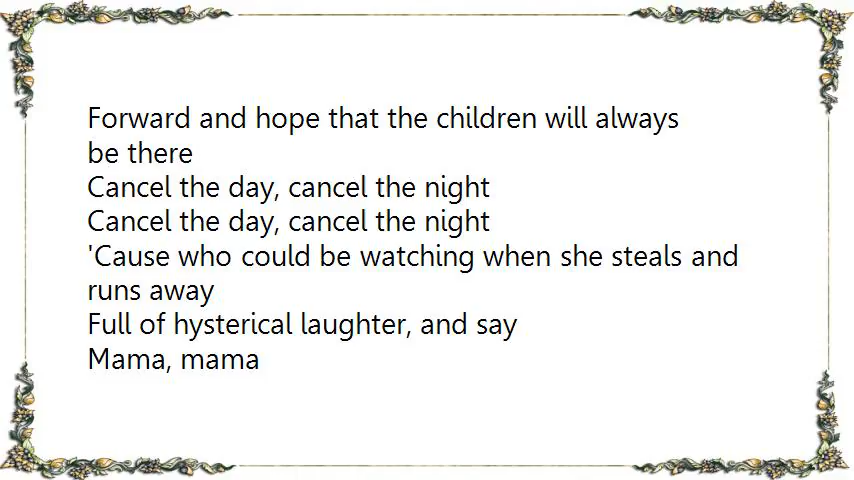 Forward and hope that the children will always
be there
Cancel the day, cancel the night
Cancel the day, cancel the night
'Cause who could be watching when she steals and
runs away
Full of hysterical laughter, and say
Mama, mama